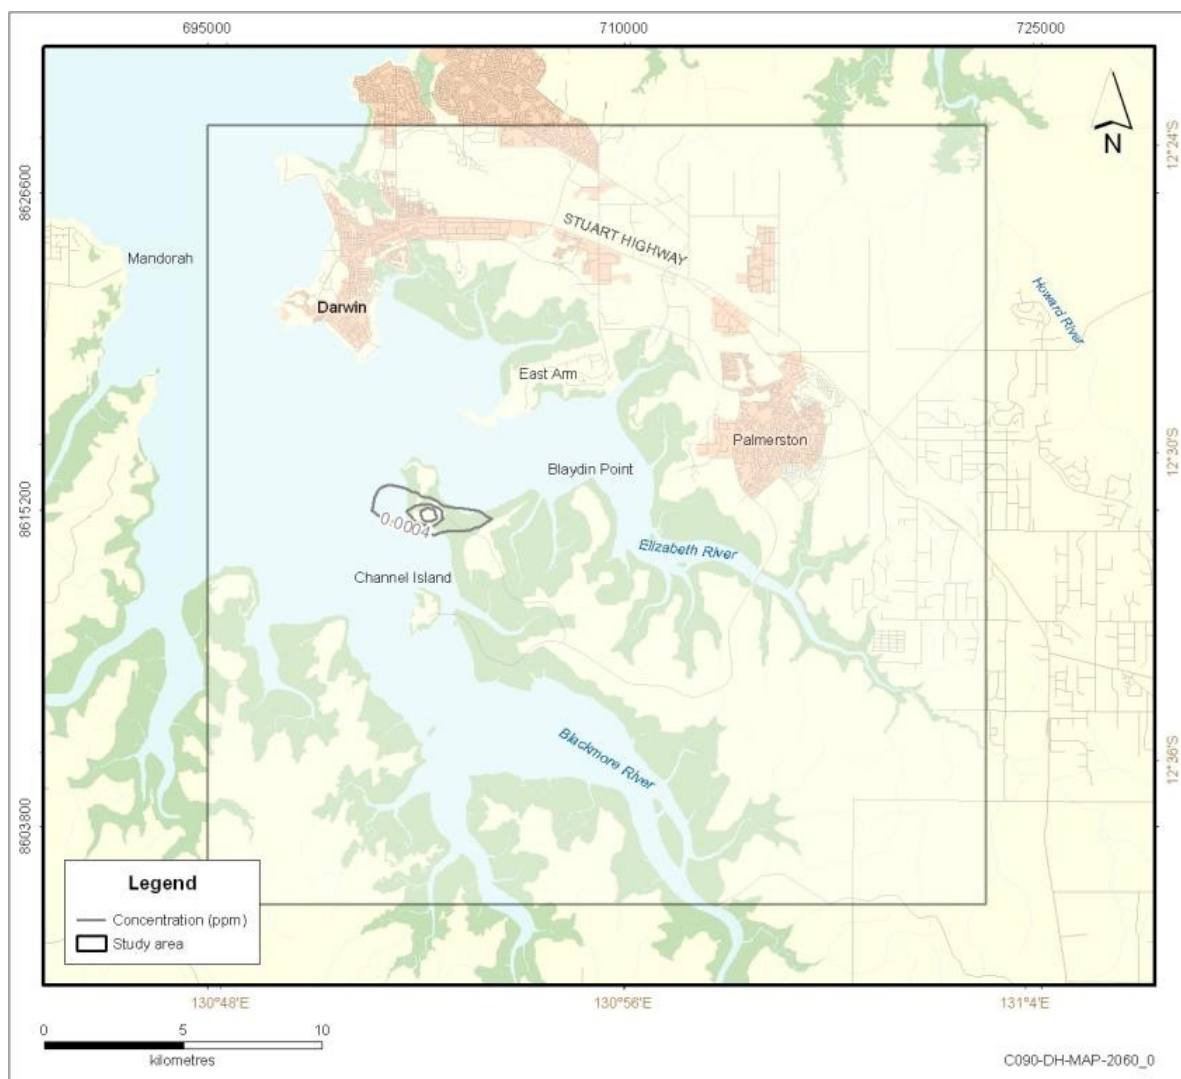 695000
710000
725000
12°24'S
8626600
N
STUART HIGHWAY
Mandorah
Howard River
Darwin
East Arm
Palmerston
12°30'S
Blaydin Point
8615200
0.0004
Elizabeth River
Channel Island
12°36'S
Blackmore River
8603800
Legend
Concentration (ppm)
Study area
130°48'E
130°56'E
131°4'E
0
5
10
kilometres
C090-DH-MAP-2060_0